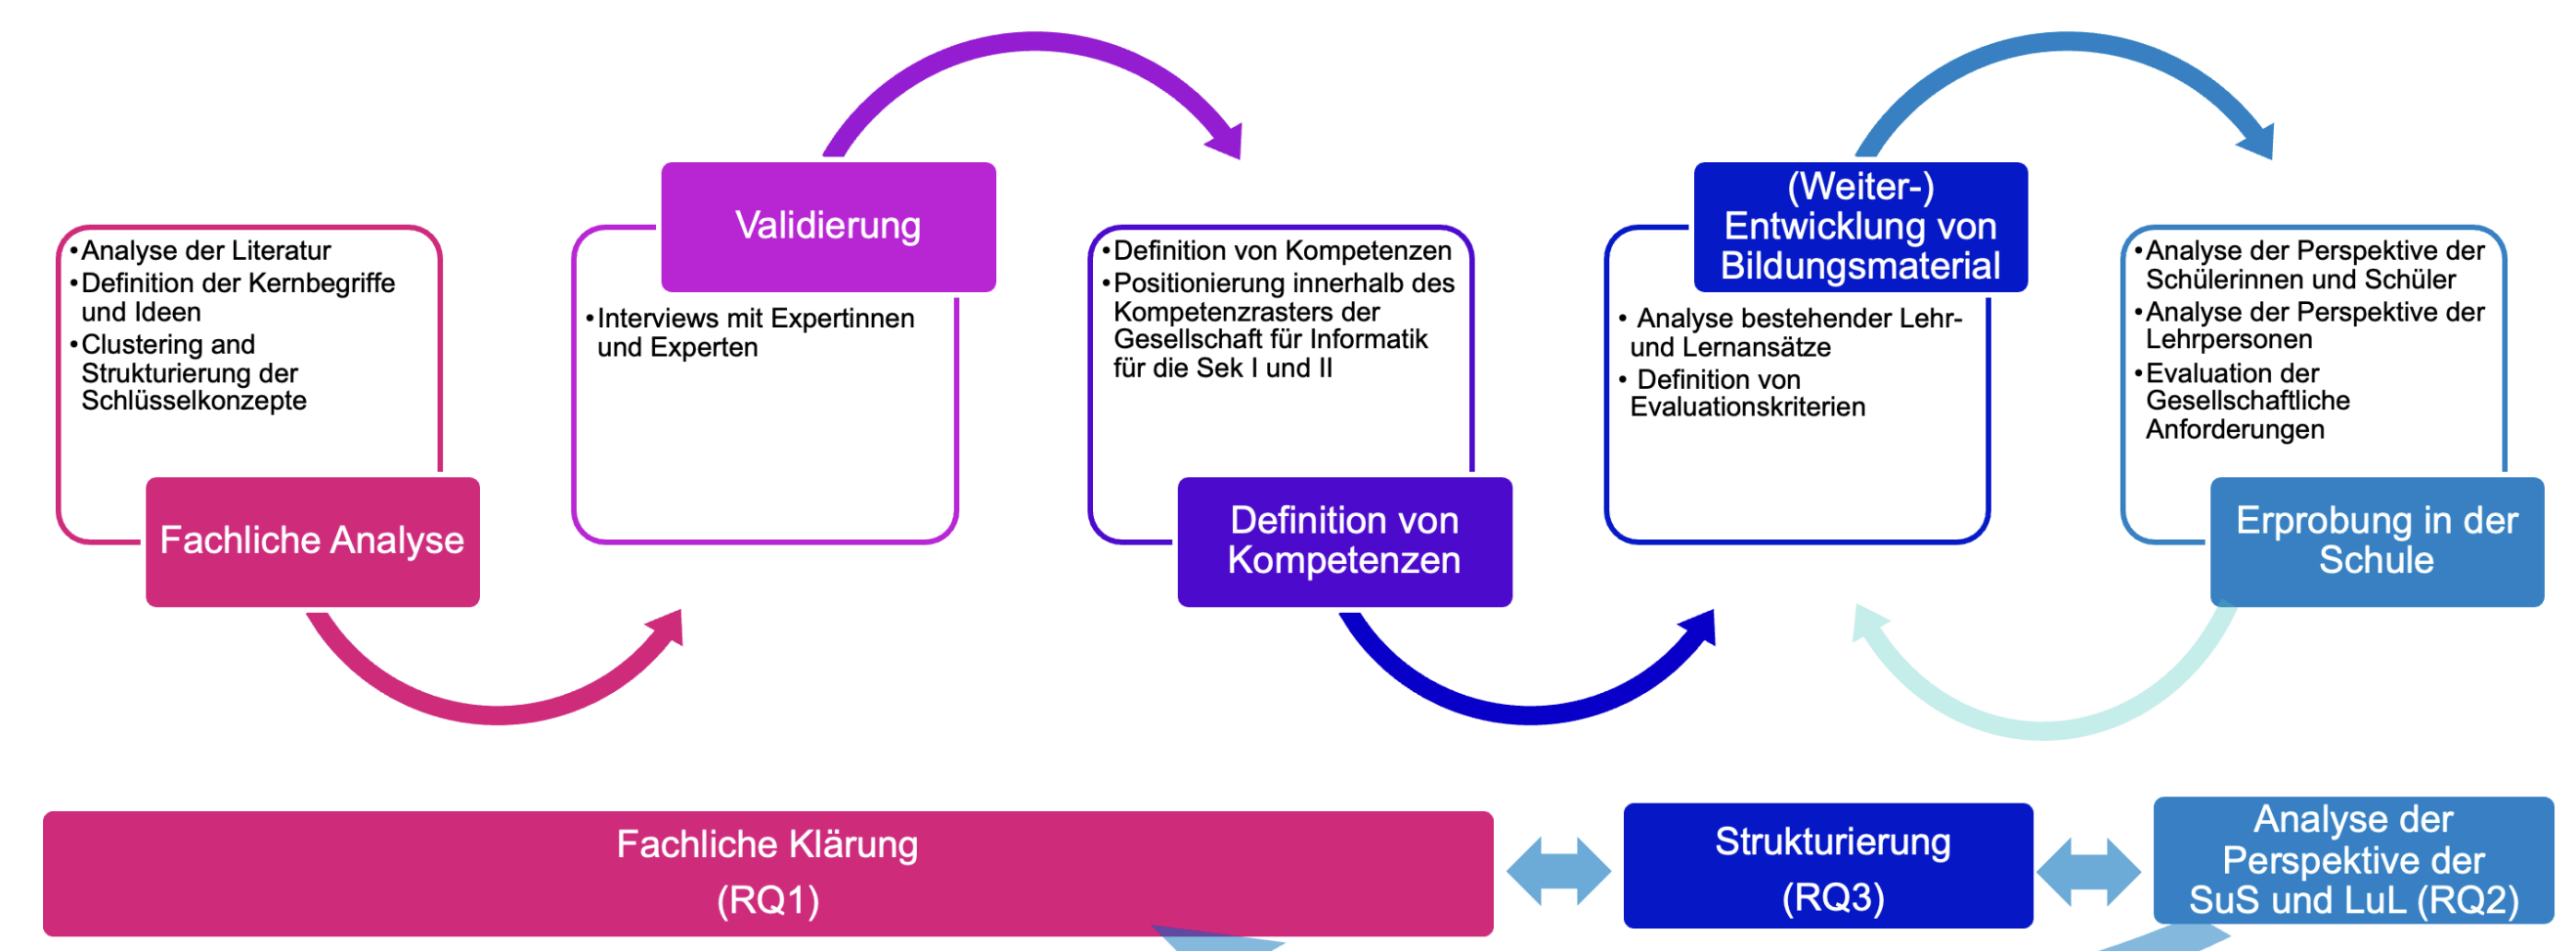 •Analyse der Literatur
•Definition der Kernbegriffe
und Ideen
•Clustering and
Strukturierung der
Schlüsselkonzepte
Fachliche Analyse
Validierung
•Interviews mit Expertinnen
und Experten
•Definition von Kompetenzen
•Positionierung innerhalb des
Kompetenzrasters der
Gesellschaft für Informatik
für die Sek I und II
Definition von
Kompetenzen
(Weiter-)
Entwicklung von
Bildungsmaterial
• Analyse bestehender Lehr-
und Lernansätze
• Definition von
Evaluationskriterien
•Analyse der Perspektive der
Schülerinnen und Schüler
•Analyse der Perspektive der
Lehrpersonen
•Evaluation der
Gesellschaftliche
Anforderungen
Erprobung in der
Schule
Fachliche Klärung
(RQ1)
Strukturierung
(RQ3)
Analyse der
Perspektive der
SuS und LuL (RQ2)